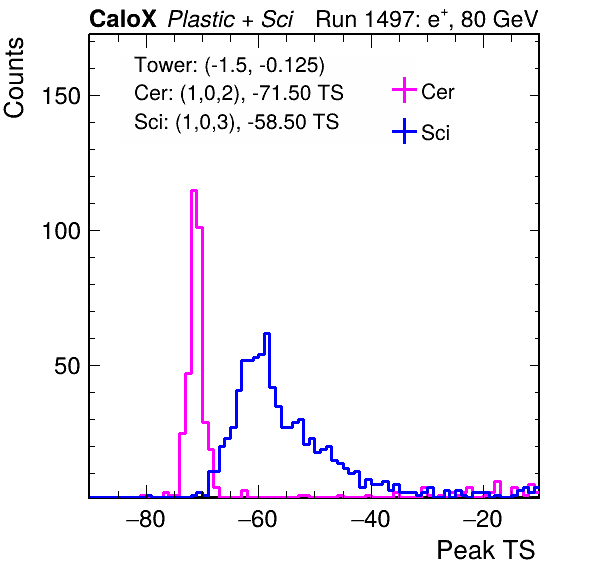 CaloX Plastic + Sci Run 1497: e+, 80 GeV
Counts
Tower: (-1.5, -0.125)
Cer: (1,0,2), -71.50 TS
Sci: (1,0,3), -58.50 TS
Cer
Sci
150
100
50
−80 −60 −40 −20
Peak TS